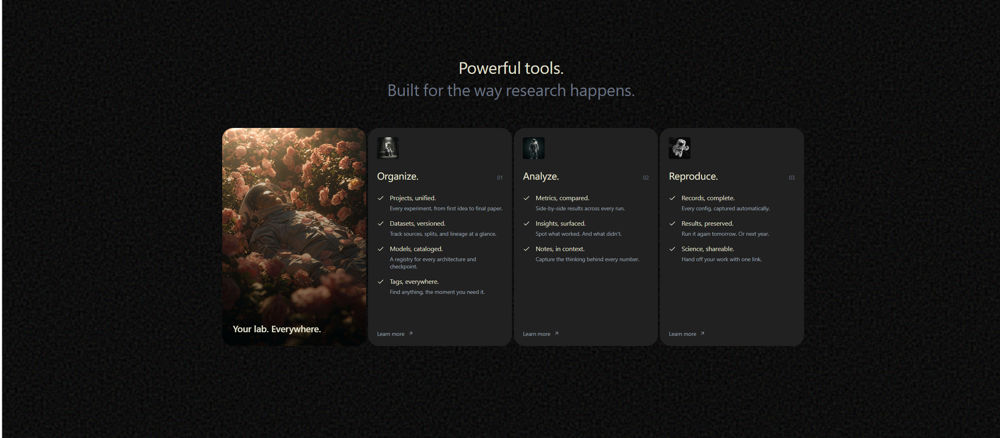 Powerful tools.
Built for the way research happens.
Your lab. Everywhere.
Organize.
01
Projects, unified.
Every experiment, from first idea to final paper.
Datasets, versioned.
Track sources, splits, and lineage at a glance.
Models, cataloged.
A registry for every architecture and
checkpoint.
Tags, everywhere.
Find anything, the moment you need it.
Learn more
Analyze.
02
Metrics, compared.
Side-by-side results across every run.
Insights, surfaced.
Spot what worked. And what didn't.
Notes, in context.
Capture the thinking behind every number.
Learn more
Reproduce.
03
Records, complete.
Every config, captured automatically.
Results, preserved.
Run it again tomorrow. Or next year.
Science, shareable.
Hand off your work with one link.
Learn more